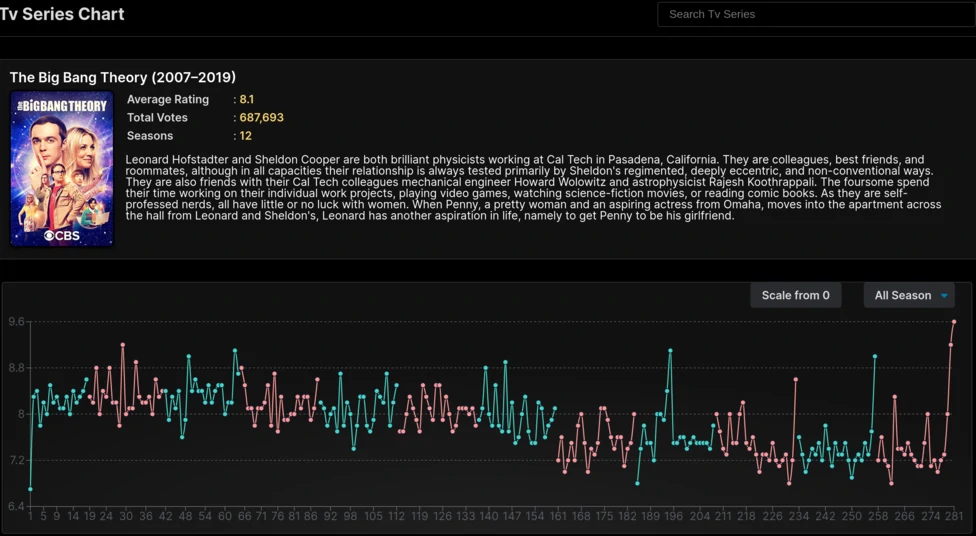 Tv Series Chart
Search Tv Series
The Big Bang Theory (2007–2019)
THE BIGBANG THEORY
CBS
Average Rating : 8.1
Total Votes : 687,693
Seasons : 12
Leonard Hofstadter and Sheldon Cooper are both brilliant physicists working at Cal Tech in Pasadena, California. They are colleagues, best friends, and
roommates, although in all capacities their relationship is always tested primarily by Sheldon's regimented, deeply eccentric, and non-conventional ways.
They are also friends with their Cal Tech colleagues mechanical engineer Howard Wolowitz and astrophysicist Rajesh Koothrappali. The foursome spend
their time working on their individual work projects, playing video games, watching science-fiction movies, or reading comic books. As they are self-
professed nerds, all have little or no luck with women. When Penny, a pretty woman and an aspiring actress from Omaha, moves into the apartment across
the hall from Leonard and Sheldon's, Leonard has another aspiration in life, namely to get Penny to be his girlfriend.
Scale from 0
All Season
9.6
8.8
8
7.2
6.4
1 5 9 14 19 24 30 36 42 48 54 60 66 71 76 81 86 92 98 105 112 119 126 133 140 147 154 161 168 175 182 189 196 204 211 218 226 234 242 250 258 266 274 281